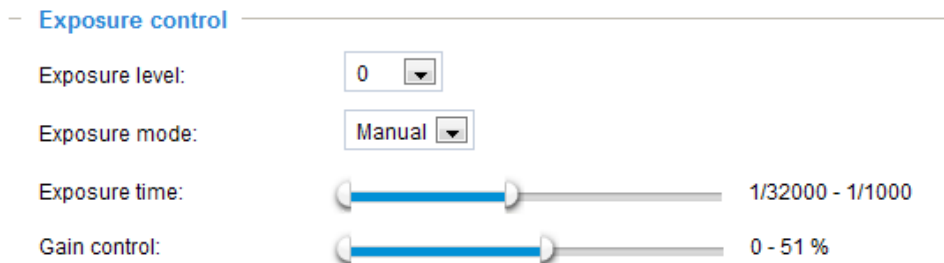 Exposure control
Exposure level: 0
Exposure mode: Manual
Exposure time: 1/32000 - 1/1000
Gain control: 0 - 51 %